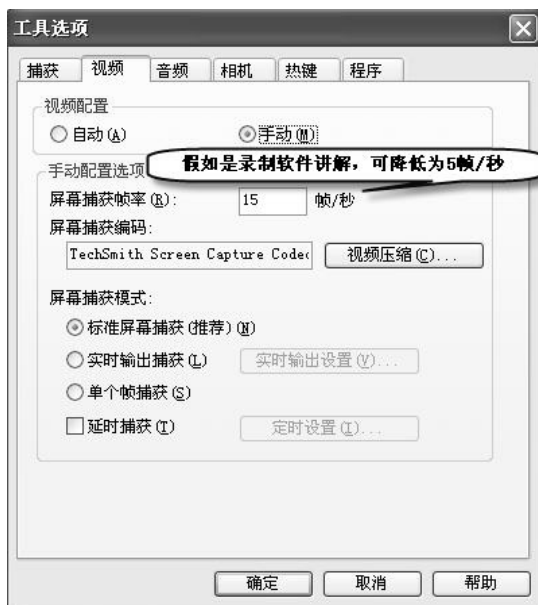 工具选项
捕获 视频 音频 相机 热键 程序
视频配置
自动(A) 手动(M)
假如是录制软件讲解，可降低为5帧/秒
手动配置选项
屏幕捕获帧率(R): 15 帧/秒
屏幕捕获编码:
TechSmith Screen Capture Codec 视频压缩(C)...
屏幕捕获模式:
标准屏幕捕获(推荐)(N)
实时输出捕获(L) 实时输出设置(V)...
单个帧捕获(S)
延时捕获(T) 定时设置(I)...
确定 取消 帮助